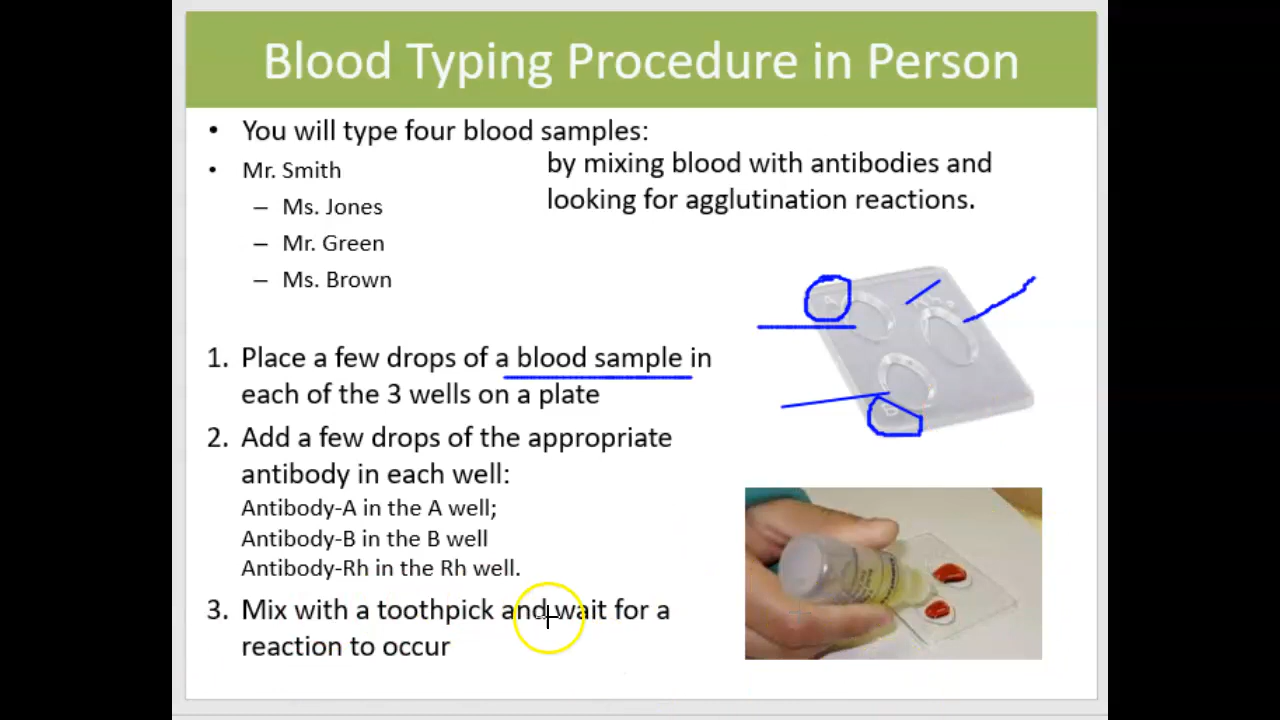 Blood Typing Procedure in Person
• You will type four blood samples:
• Mr. Smith
– Ms. Jones
– Mr. Green
– Ms. Brown
by mixing blood with antibodies and
looking for agglutination reactions.
1. Place a few drops of a blood sample in
each of the 3 wells on a plate
2. Add a few drops of the appropriate
antibody in each well:
Antibody-A in the A well;
Antibody-B in the B well
Antibody-Rh in the Rh well.
3. Mix with a toothpick and wait for a
reaction to occur
A
B